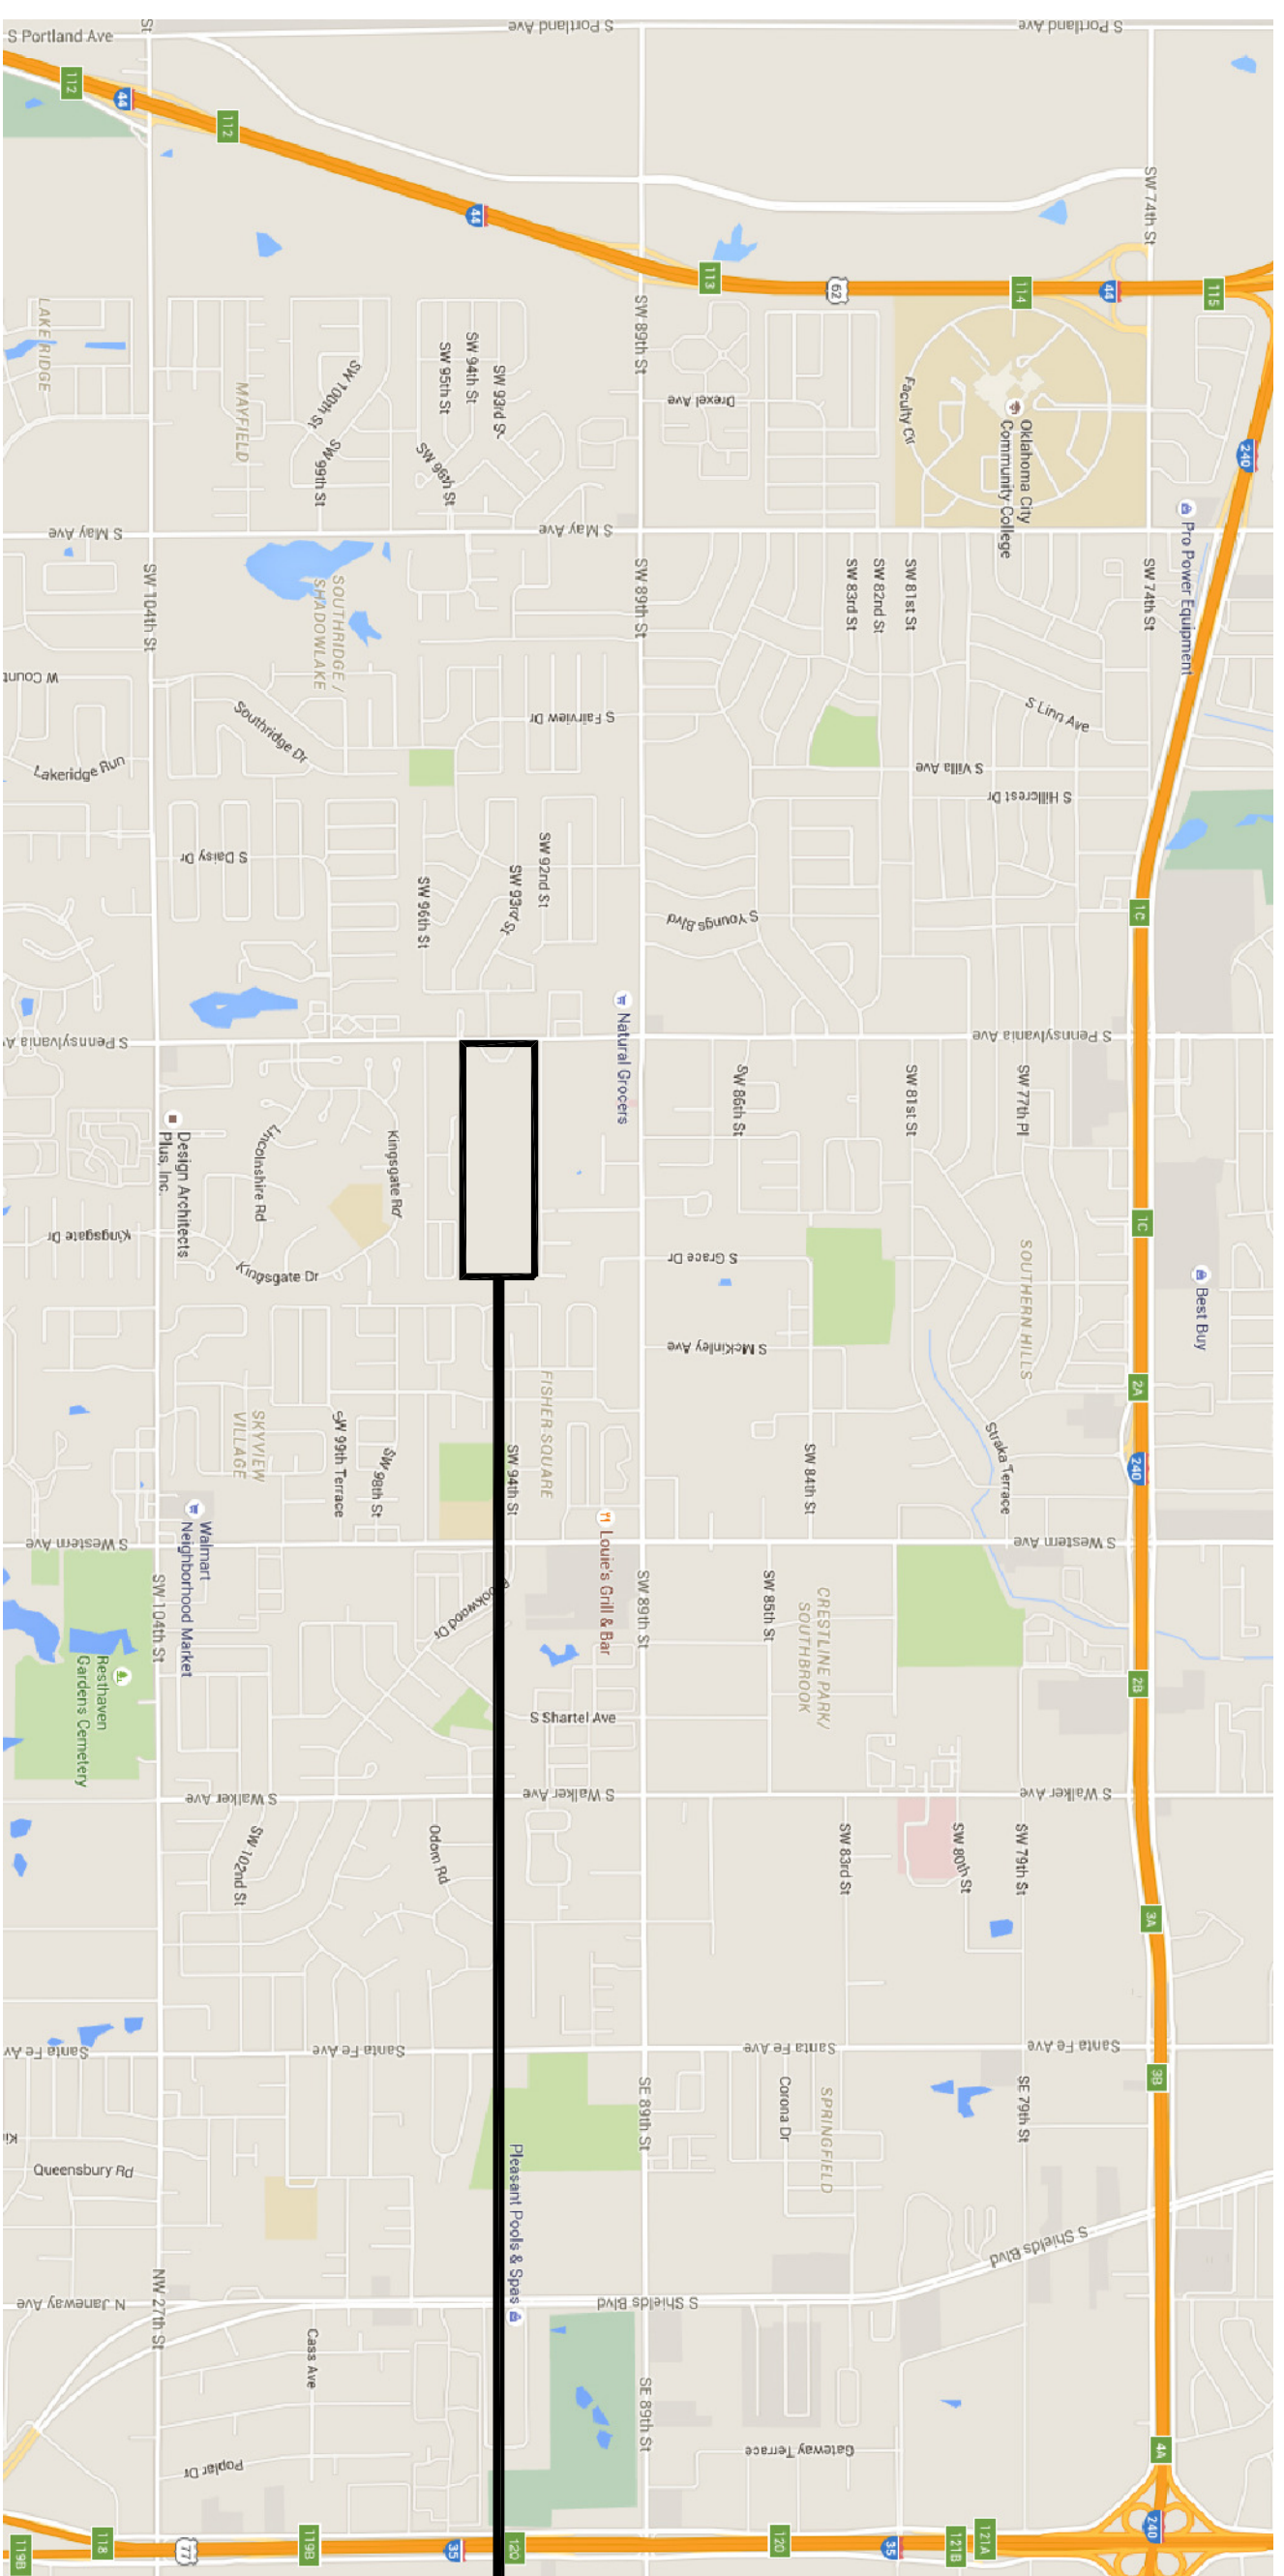 S Portland Ave
S Portland Ave
S Portland Ave
St
112
44
112
44
113
62
114
44
115
SW 74th St
SW 89th St
240
LAKE RIDGE
MAYFIELD
SW 100th St
SW 99th St
SW 95th St
SW 94th St
SW 93rd St
SW 96th St
Drexel Ave
Faculty Cir
Oklahoma City
Community College
Pro Power Equipment
S May Ave
S May Ave
SW 104th St
SW 89th St
SW 83rd St
SW 82nd St
SW 81st St
SW 74th St
SOUTHRIDGE /
SHADOWLAKE
W Count
Southridge Dr
S Fairview Dr
S Linn Ave
Lakeridge Run
S Villa Ave
S Hillcrest Dr
S Daisy Dr
SW 96th St
SW 93rd St
SW 92nd St
S Youngs Blvd
1C
Natural Grocers
S Pennsylvania A
S Pennsylvania Ave
SW 86th St
SW 81st St
SW 77th Pl
Design Architects
Plus, Inc.
Lincolnshire Rd
Kingsgate Rd
Kingsgate Dr
Kingsgate Dr
S Grace Dr
SOUTHERN HILLS
1C
Best Buy
S McKinley Ave
2A
FISHER SQUARE
SKYVIEW
VILLAGE
SW 99th Terrace
SW 98th St
SW 94th St
SW 84th St
Straka Terrace
240
Walmart
Neighborhood Market
Louie's Grill & Bar
S Western Ave
S Western Ave
SW 104th St
ookwood Dr
SW 89th St
SW 85th St
CRESTLINE PARK/
SOUTHBROOK
Resthaven
Gardens Cemetery
2B
S Shartel Ave
S Walker Ave
S Walker Ave
S Walker Ave
SW 102nd St
Odom Rd
SW 83rd St
SW 80th St
SW 79th St
3A
Santa Fe Av
Santa Fe Ave
Santa Fe Ave
Santa Fe Ave
3B
SE 89th St
Corona Dr
SPRINGFIELD
SE 79th St
Ki
Queensbury Rd
Pleasant Pools & Spas
S Shields Blvd
N Janeway Ave
NW 27th St
S Shields Blvd
Cass Ave
SE 89th St
Gateway Terrace
Poplar Dr
4A
119B
118
77
119B
35
120
120
35
121B
121A
240